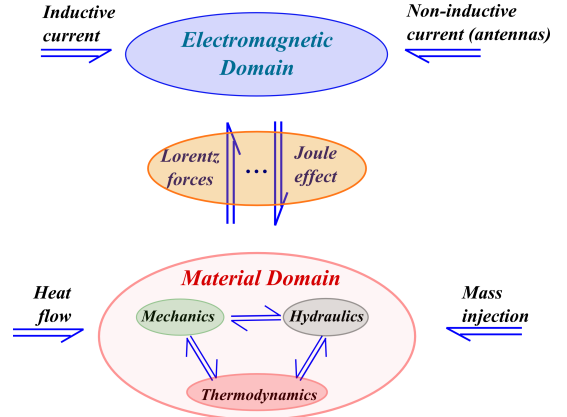 Inductive
current
Electromagnetic
Domain
Non-inductive
current (antennas)
Lorentz
forces
...
Joule
effect
Material Domain
Heat
flow
Mechanics
Hydraulics
Mass
injection
Thermodynamics